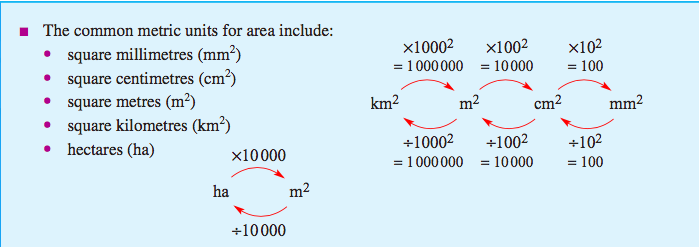 The common metric units for area include:
• square millimetres (mm²)
• square centimetres (cm²)
• square metres (m²)
• square kilometres (km²)
• hectares (ha)
×10 000
ha m²
÷10 000
×1000² ×100² ×10²
= 1 000 000 = 10 000 = 100
km² m² cm² mm²
÷1000² ÷100² ÷10²
= 1 000 000 = 10 000 = 100